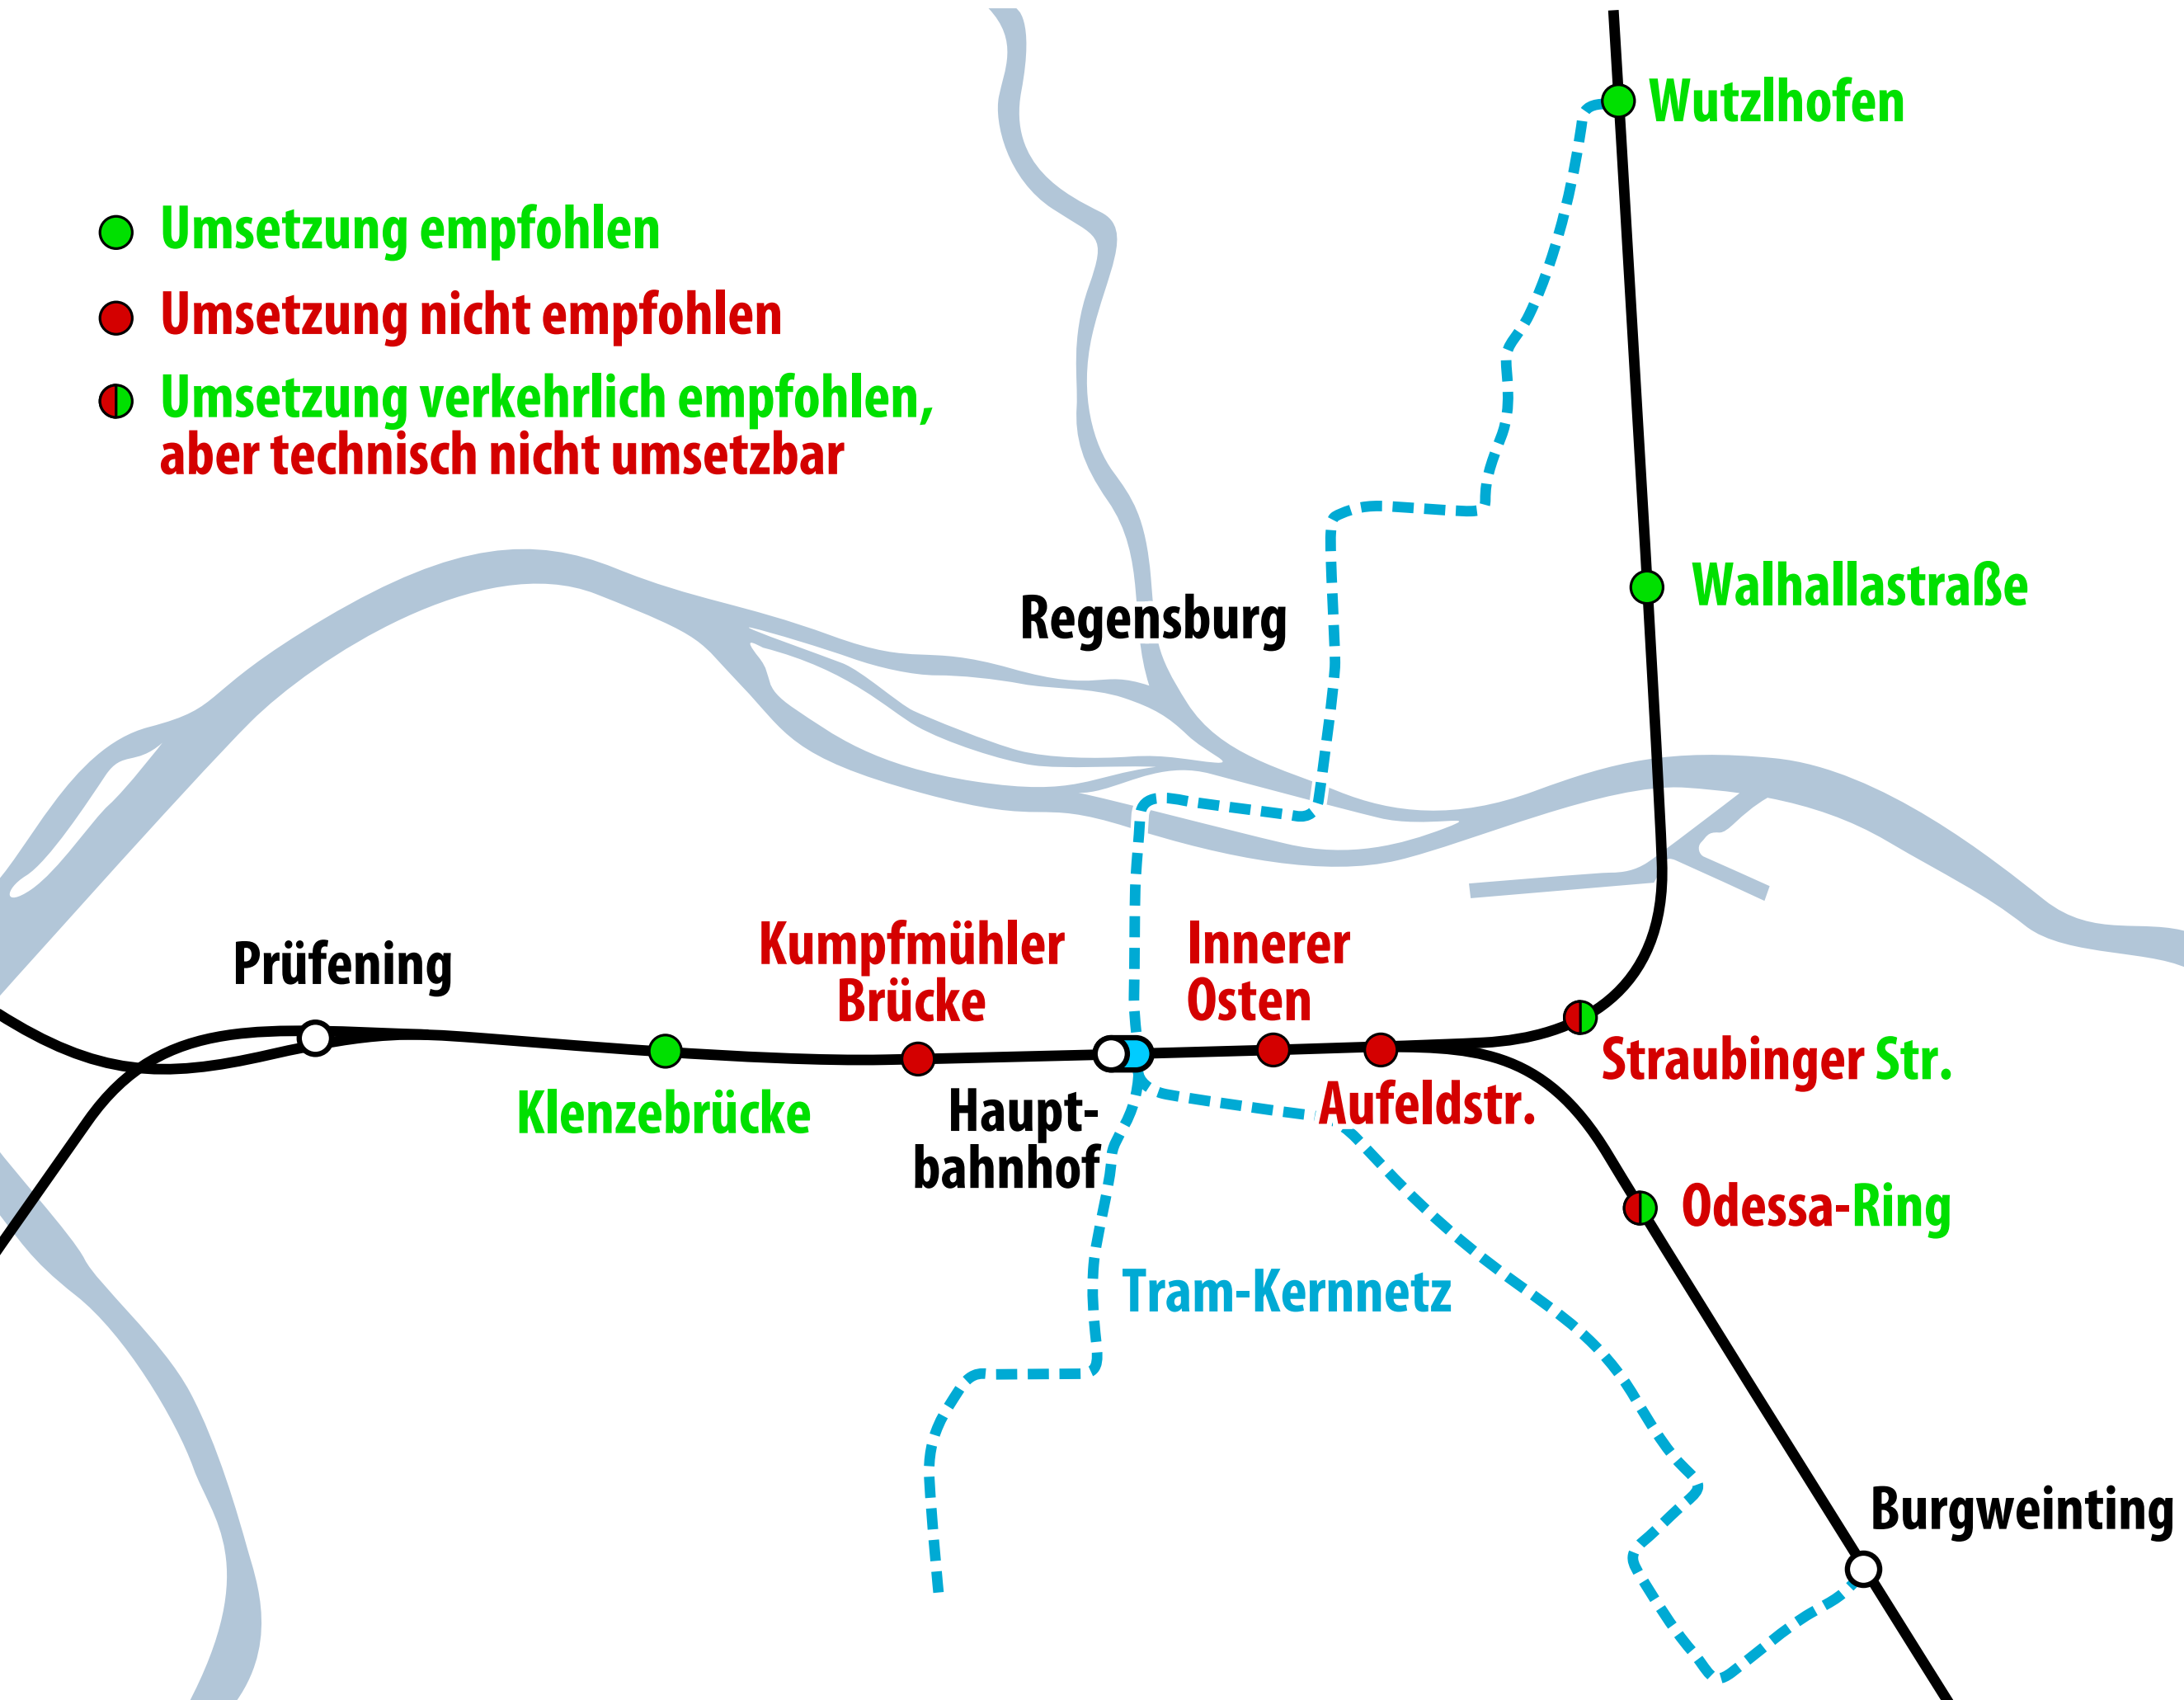 Wutzlhofen
Umsetzung empfohlen
Umsetzung nicht empfohlen
Umsetzung verkehrlich empfohlen,
aber technisch nicht umsetzbar
Walhallastraße
Regensburg
Prüfening
Kumpfmühler
Brücke
Innerer
Osten
Straubinger Str.
Klenzebrücke
Haupt-
bahnhof
Aufeldstr.
Odessa-Ring
Tram-Kernnetz
Burgweinting